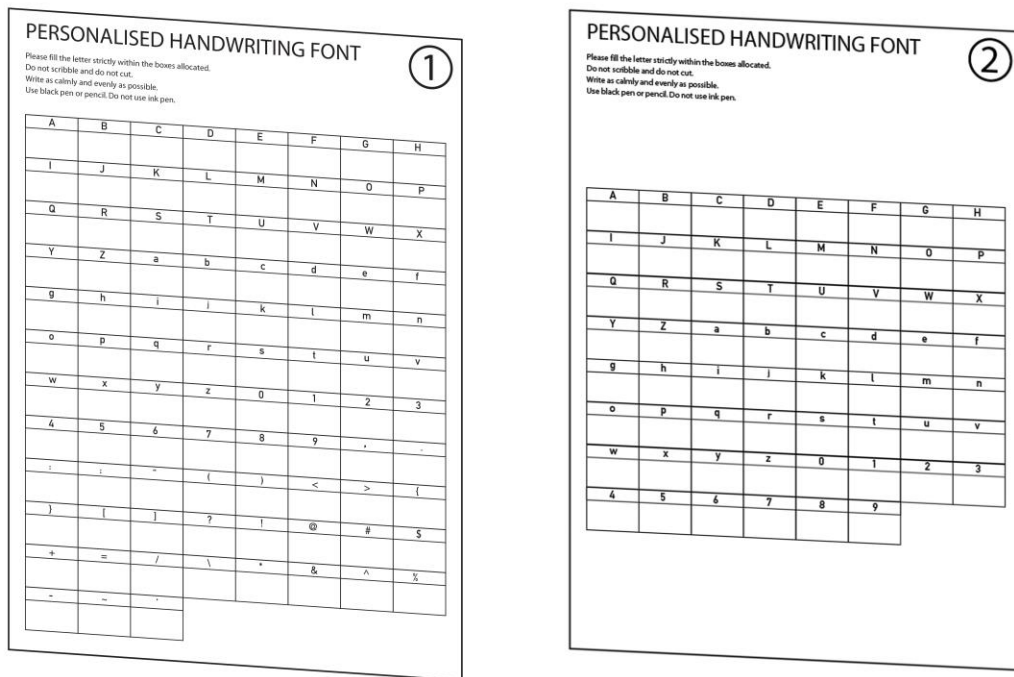 PERSONALISED HANDWRITING FONT
1
Please fill the letter strictly within the boxes allocated.
Do not scribble and do not cut.
Write as calmly and evenly as possible.
Use black pen or pencil. Do not use ink pen.
A B C D E F G H
I J K L M N O P
Q R S T U V W X
Y Z a b c d e f
g h i j k l m n
o p q r s t u v
w x y z 0 1 2 3
4 5 6 7 8 9 , .
: ; " ( ) < > {
} [ ] ? ! @ # $
+ = / \ * & ^ %
- ~ '
PERSONALISED HANDWRITING FONT
2
Please fill the letter strictly within the boxes allocated.
Do not scribble and do not cut.
Write as calmly and evenly as possible.
Use black pen or pencil. Do not use ink pen.
A B C D E F G H
I J K L M N O P
Q R S T U V W X
Y Z a b c d e f
g h i j k l m n
o p q r s t u v
w x y z 0 1 2 3
4 5 6 7 8 9